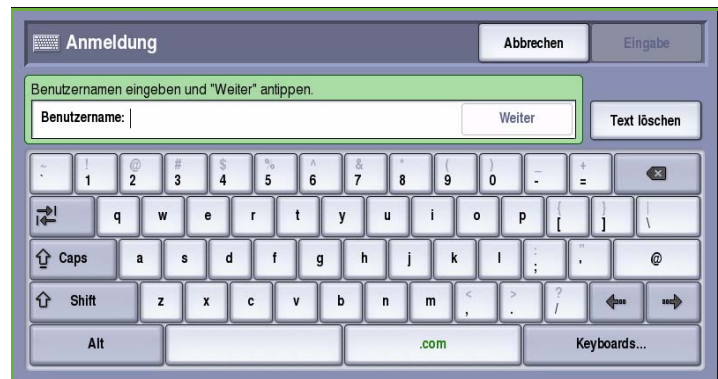 Anmeldung Abbrechen Eingabe
Benutzernamen eingeben und "Weiter" antippen.
Benutzername: Weiter Text löschen
~ ! @ # $ % ^ & * ( ) _ +
` 1 2 3 4 5 6 7 8 9 0 - =
q w e r t y u i o p { [ } ] | \
Caps a s d f g h j k l : ; " ' @
Shift z x c v b n m < , > . ? /
Alt .com Keyboards...